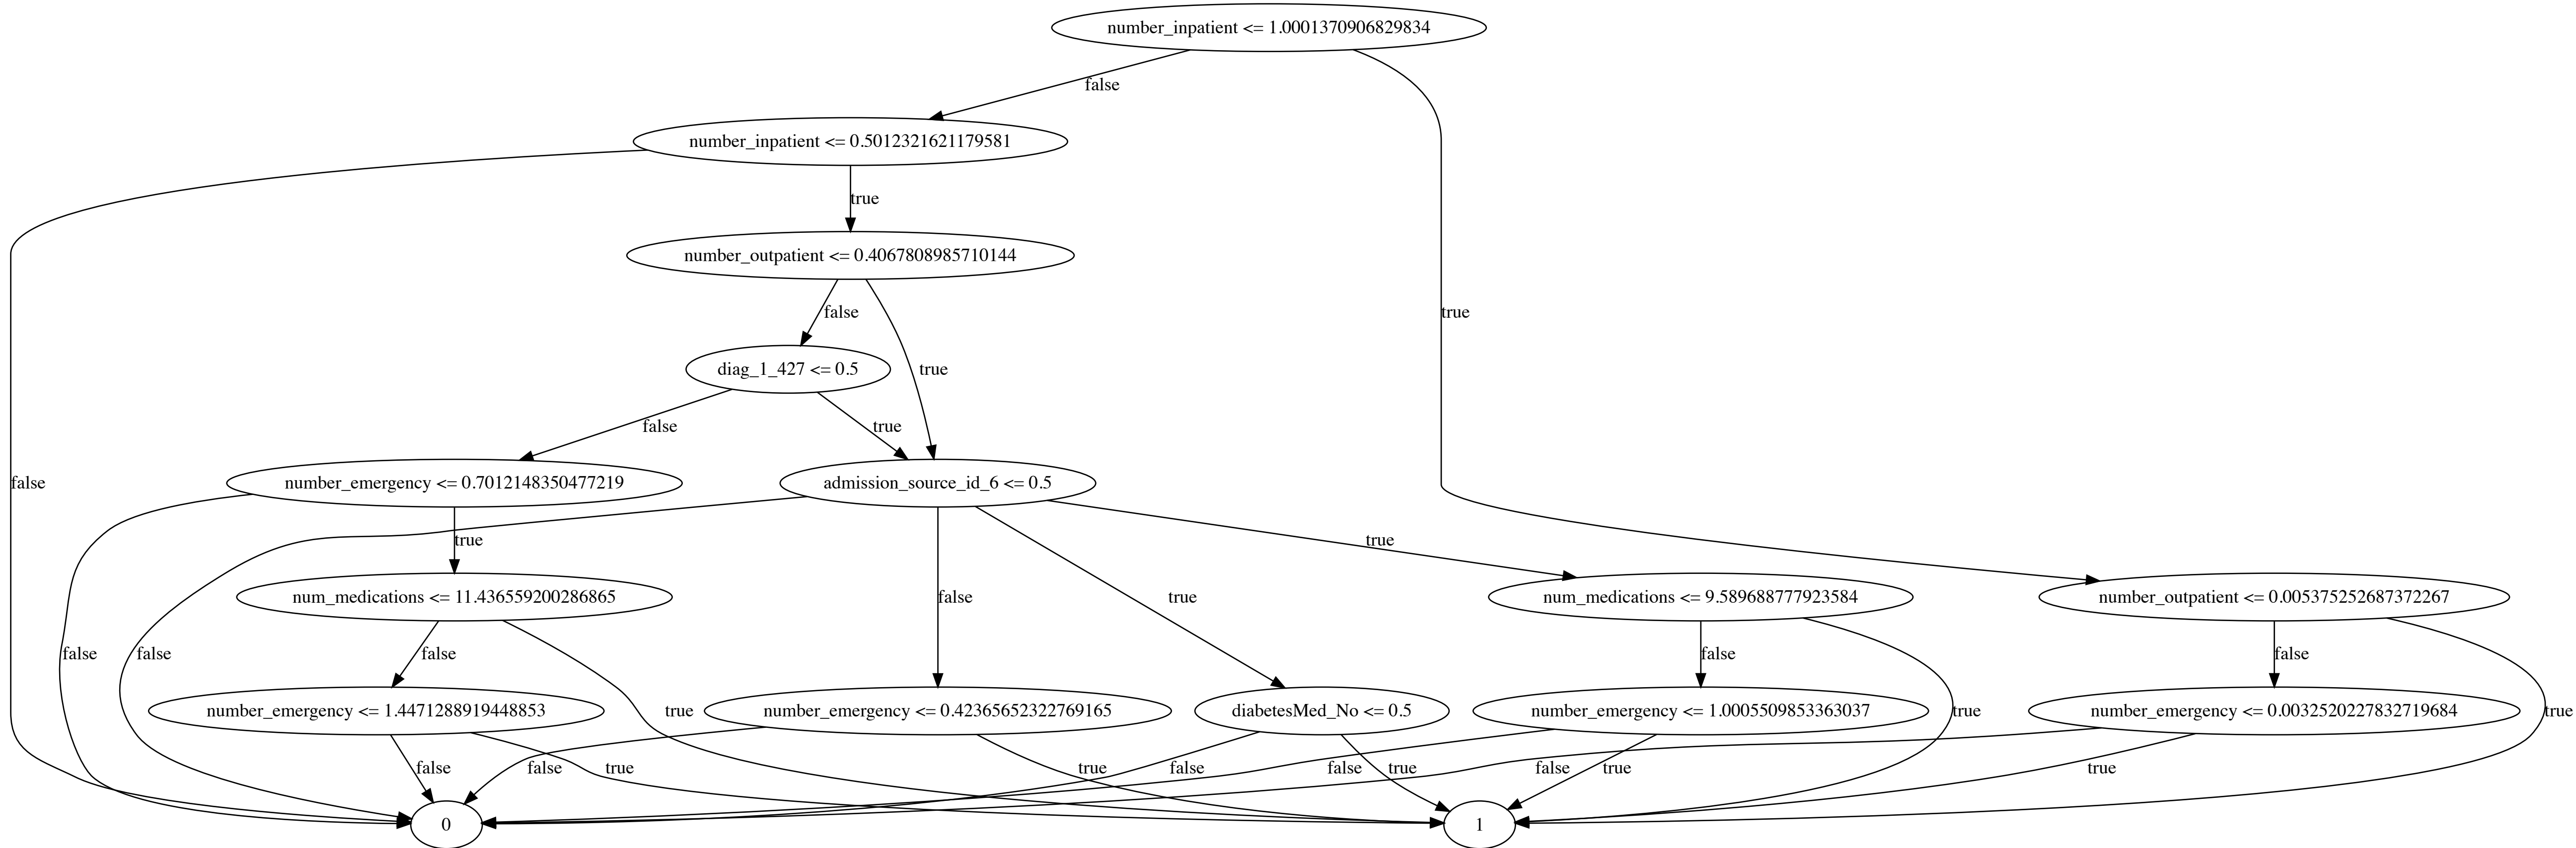 number_inpatient <= 1.0001370906829834
false
number_inpatient <= 0.5012321621179581
true
number_outpatient <= 0.4067808985710144
false
true
diag_1_427 <= 0.5
true
false
true
false
number_emergency <= 0.7012148350477219
admission_source_id_6 <= 0.5
true
true
num_medications <= 11.436559200286865
false
true
num_medications <= 9.589688777923584
number_outpatient <= 0.005375252687372267
false
false
false
false
false
number_emergency <= 1.4471288919448853
true
number_emergency <= 0.42365652322769165
diabetesMed_No <= 0.5
number_emergency <= 1.0005509853363037
true
number_emergency <= 0.0032520227832719684
true
false
false
true
true
false
true
false
true
false
true
0
1